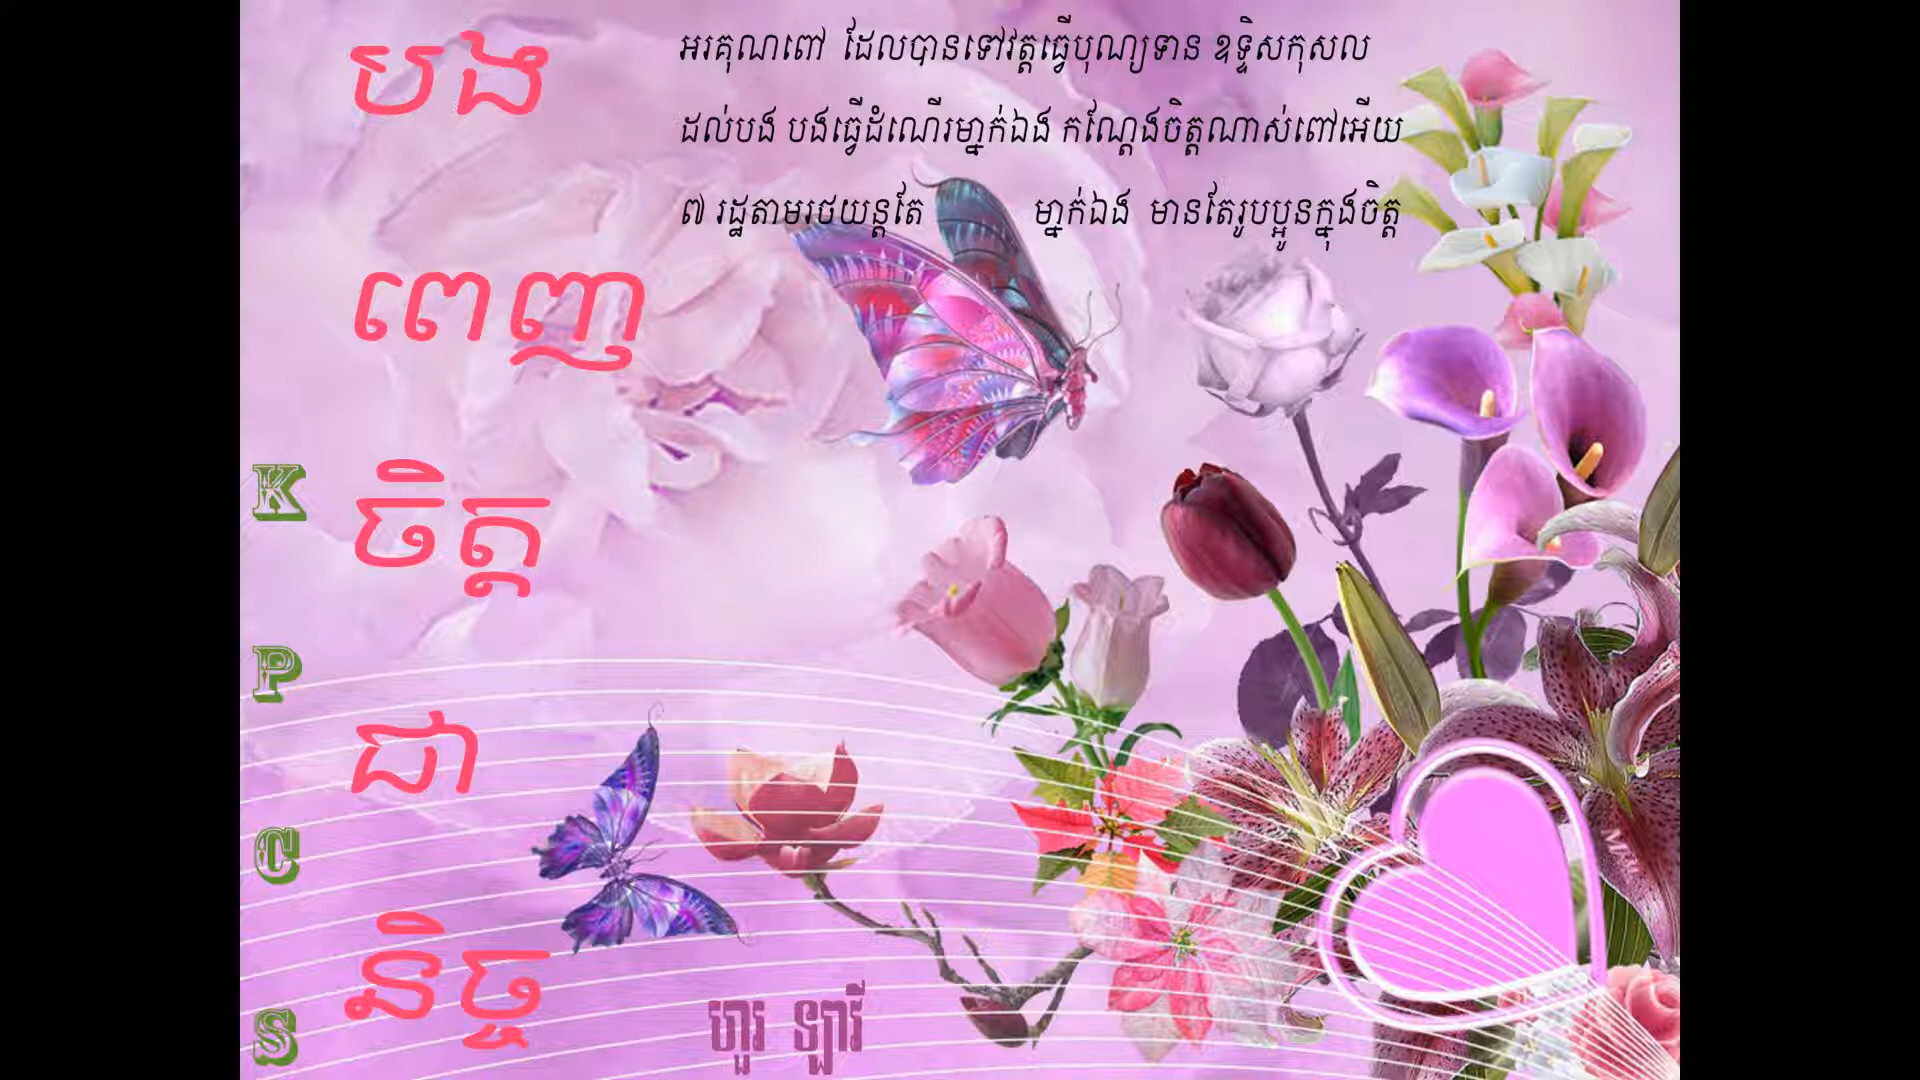 អរគុណពៅ ដែលបានទៅវត្តធ្វើបុណ្យទាន ឧទ្ទិសកុសល
ដល់បង បងធ្វើដំណើរម្នាក់ឯង កណ្តែងចិត្តណាស់ពៅអើយ
៧ រដ្ឋតាមរថយន្តតែ ម្នាក់ឯង មានតែរូបប្អូនក្នុងចិត្ត
បង
ពេញ
ចិត្ត
ជា
និច្ច
K
P
C
S
ហួរ ឡាវី